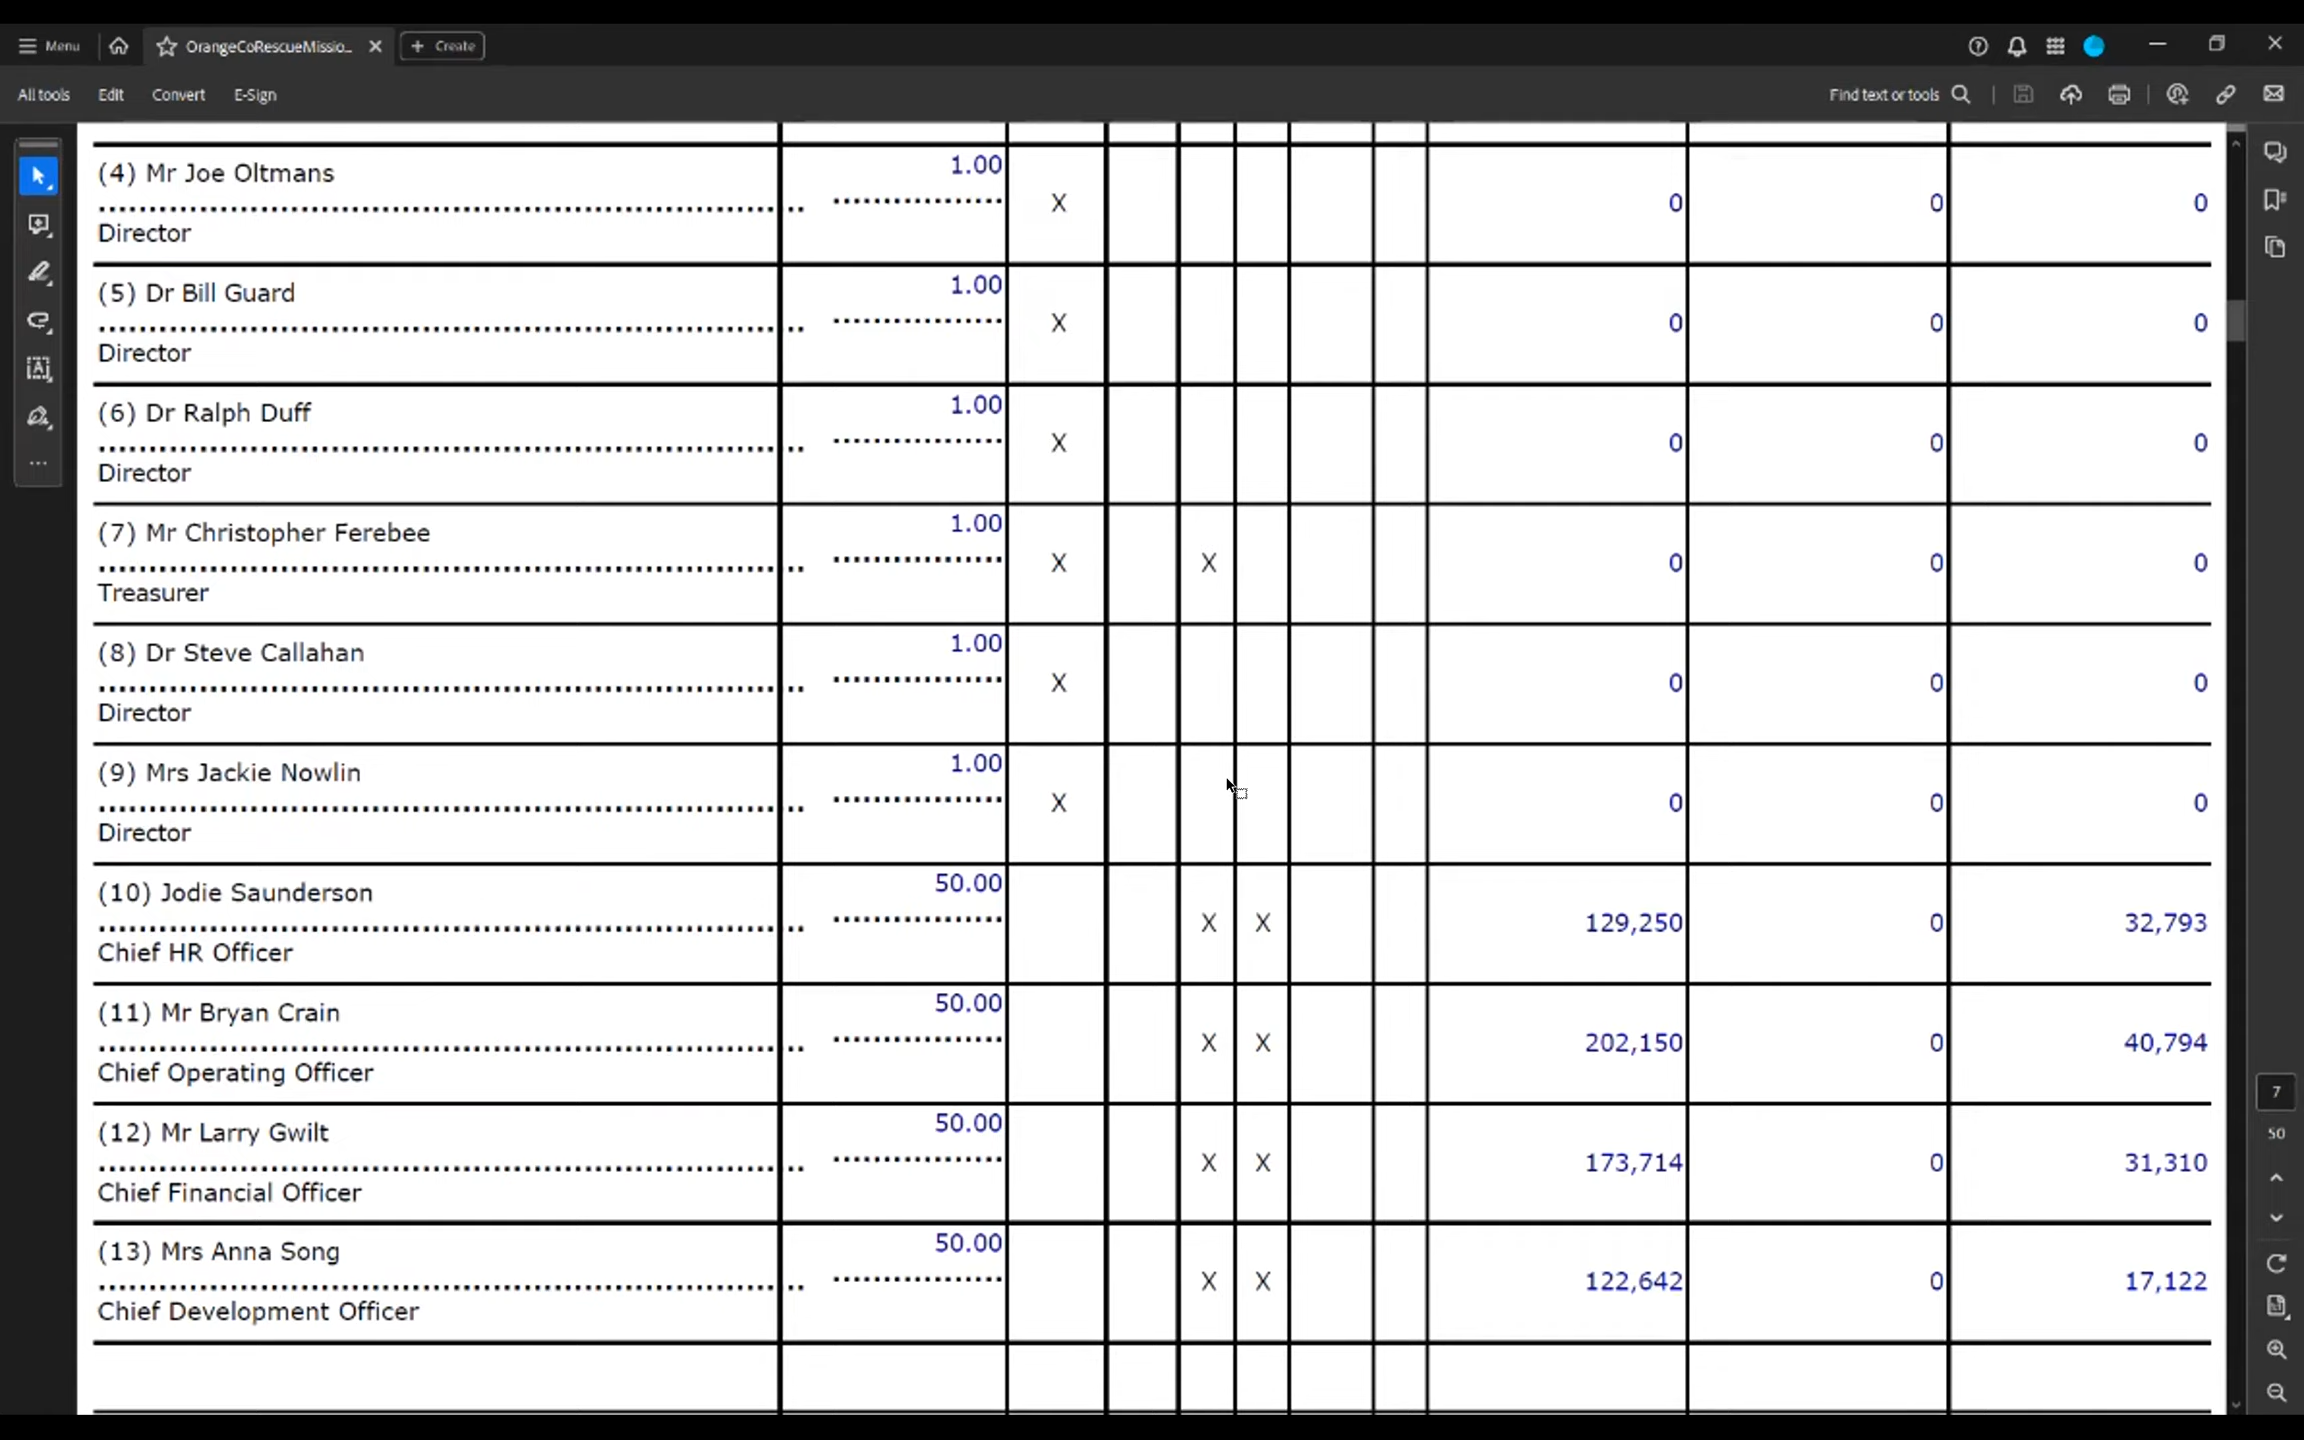 Menu OrangeCoRescueMissio... Create
All tools Edit Convert E-Sign Find text or tools
(4) Mr Joe Oltmans 1.00
X 0 0 0
Director
(5) Dr Bill Guard 1.00
X 0 0 0
Director
(6) Dr Ralph Duff 1.00
X 0 0 0
Director
(7) Mr Christopher Ferebee 1.00
X X 0 0 0
Treasurer
(8) Dr Steve Callahan 1.00
X 0 0 0
Director
(9) Mrs Jackie Nowlin 1.00
X 0 0 0
Director
(10) Jodie Saunderson 50.00
X X 129,250 0 32,793
Chief HR Officer
(11) Mr Bryan Crain 50.00
X X 202,150 0 40,794
Chief Operating Officer
(12) Mr Larry Gwilt 50.00
X X 173,714 0 31,310
Chief Financial Officer
(13) Mrs Anna Song 50.00
X X 122,642 0 17,122
Chief Development Officer
7
50